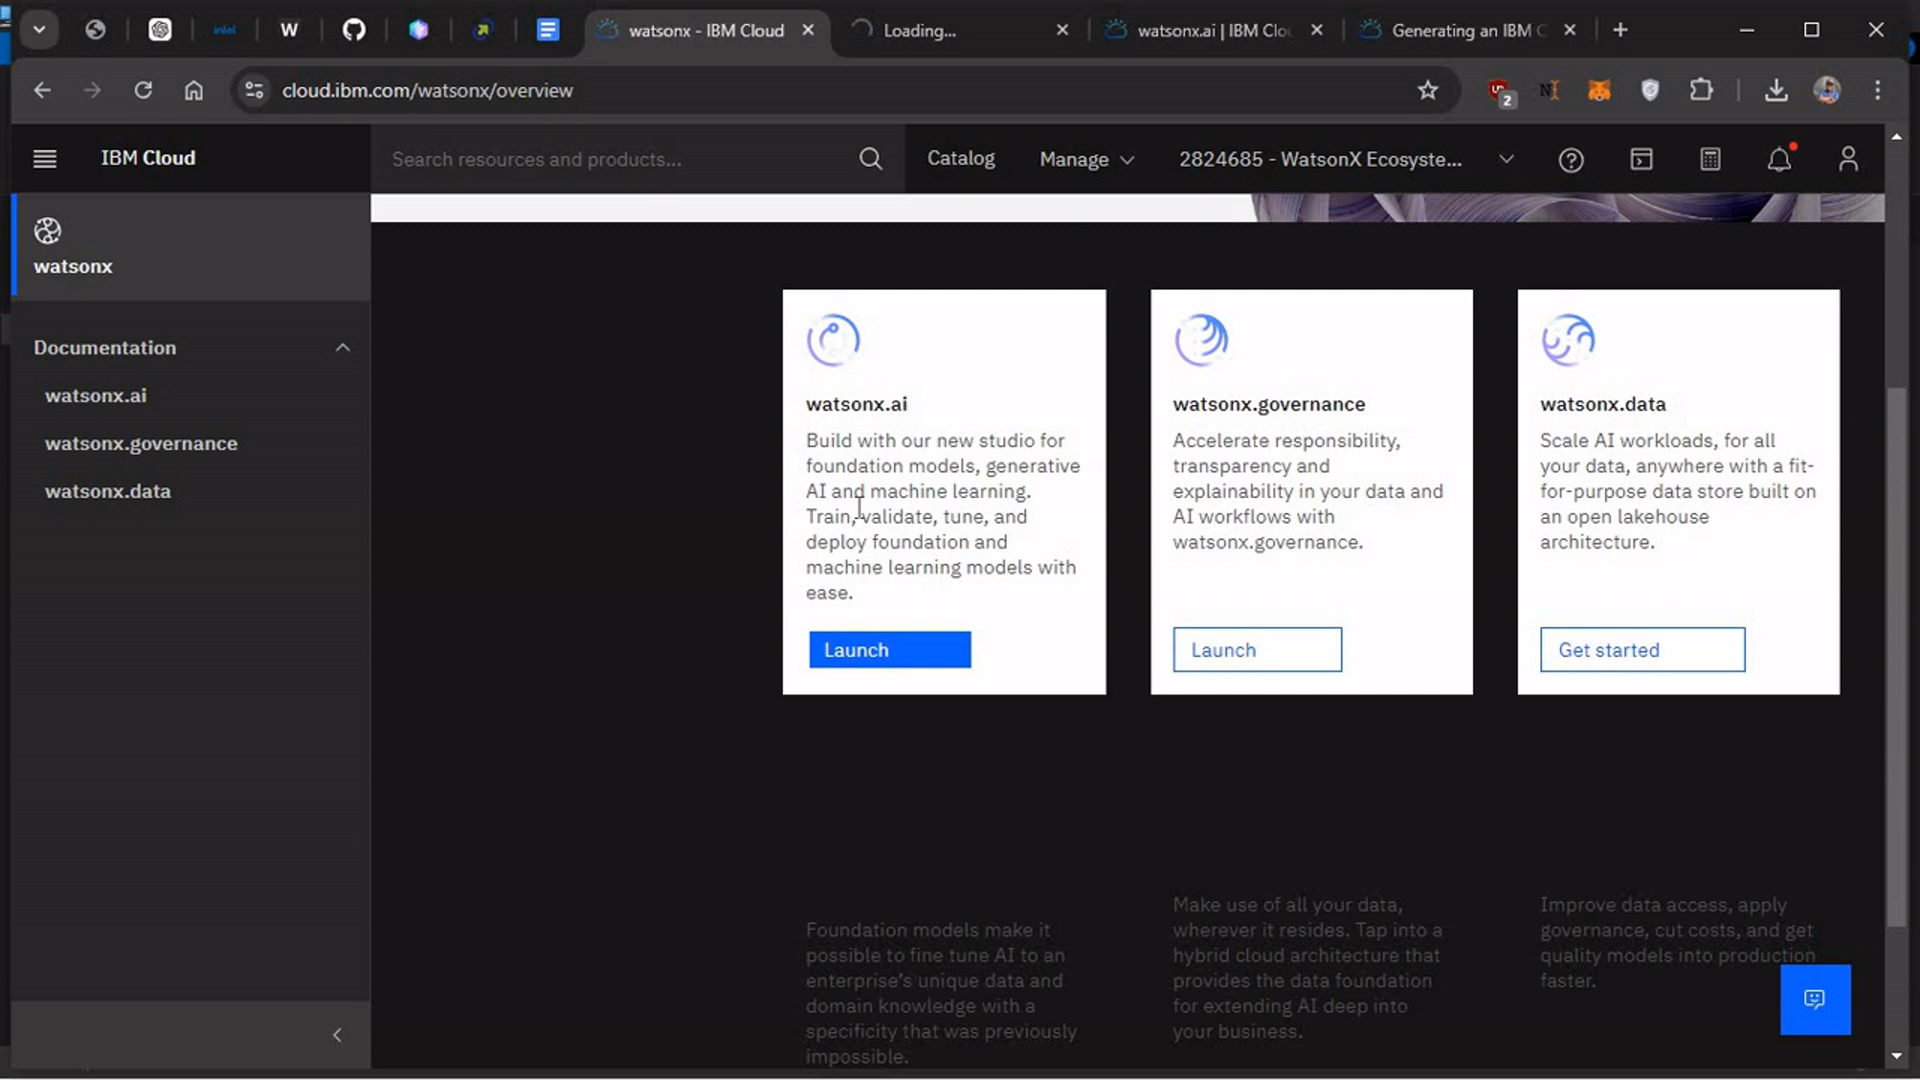 intel
W
watsonx - IBM Cloud
Loading...
watsonx.ai | IBM Clo
Generating an IBM C
cloud.ibm.com/watsonx/overview
2
IBM Cloud
Search resources and products...
Catalog
Manage
2824685 - WatsonX Ecosyste...
watsonx
Documentation
watsonx.ai
watsonx.governance
watsonx.data
watsonx.ai
Build with our new studio for
foundation models, generative
AI and machine learning.
Train, validate, tune, and
deploy foundation and
machine learning models with
ease.
Launch
watsonx.governance
Accelerate responsibility,
transparency and
explainability in your data and
AI workflows with
watsonx.governance.
Launch
watsonx.data
Scale AI workloads, for all
your data, anywhere with a fit-
for-purpose data store built on
an open lakehouse
architecture.
Get started
Foundation models make it
possible to fine tune AI to an
enterprise's unique data and
domain knowledge with a
specificity that was previously
impossible.
Make use of all your data,
wherever it resides. Tap into a
hybrid cloud architecture that
provides the data foundation
for extending AI deep into
your business.
Improve data access, apply
governance, cut costs, and get
quality models into production
faster.